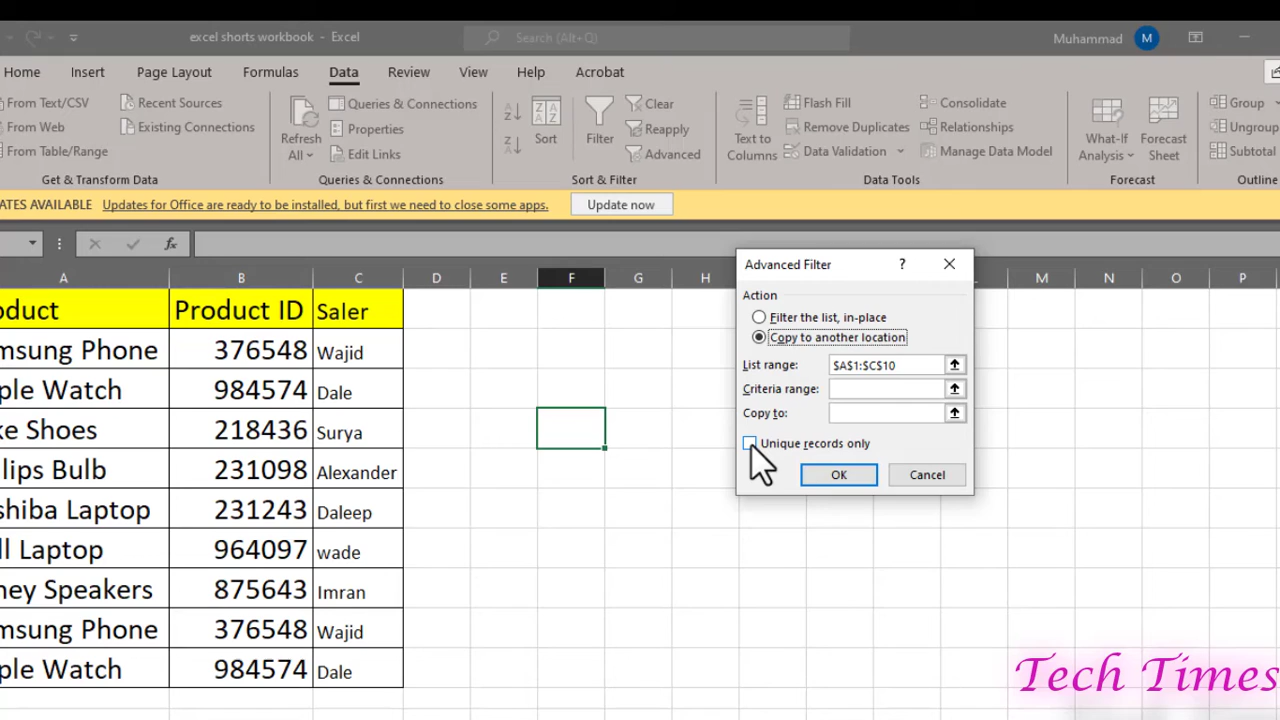 excel shorts workbook - Excel
Search (Alt+Q)
Muhammad M
Home Insert Page Layout Formulas Data Review View Help Acrobat
From Text/CSV
From Web
From Table/Range
Recent Sources
Existing Connections
Get & Transform Data
Refresh All
Queries & Connections
Properties
Edit Links
Queries & Connections
Sort
Filter
Clear
Reapply
Advanced
Sort & Filter
Text to Columns
Flash Fill
Remove Duplicates
Data Validation
Consolidate
Relationships
Manage Data Model
Data Tools
What-If Analysis
Forecast Sheet
Forecast
Group
Ungroup
Subtotal
Outline
ATES AVAILABLE Updates for Office are ready to be installed, but first we need to close some apps. Update now
fx
A B C D E F G H M N O P
oduct Product ID Saler
msung Phone 376548 Wajid
ple Watch 984574 Dale
ke Shoes 218436 Surya
ilips Bulb 231098 Alexander
shiba Laptop 231243 Daleep
ll Laptop 964097 wade
ney Speakers 875643 Imran
msung Phone 376548 Wajid
ple Watch 984574 Dale
Advanced Filter ?
Action
Filter the list, in-place
Copy to another location
List range: $A$1:$C$10
Criteria range:
Copy to:
Unique records only
OK Cancel
Tech Times